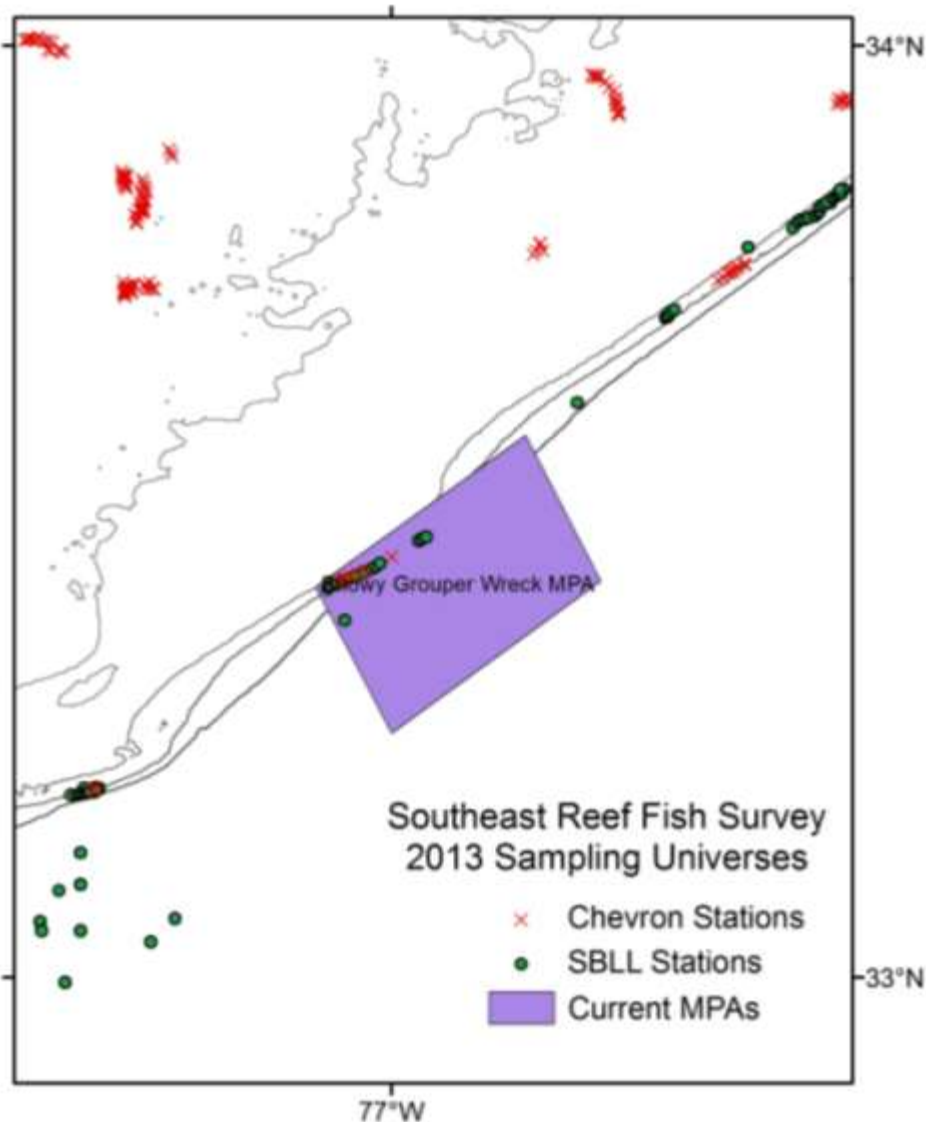 34°N
Snowy Grouper Wreck MPA
Southeast Reef Fish Survey
2013 Sampling Universes
Chevron Stations
SBLL Stations
33°N
Current MPAs
77°W